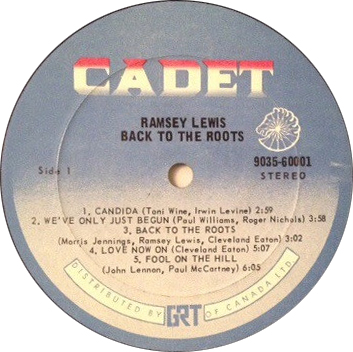 CADET
RAMSEY LEWIS
BACK TO THE ROOTS
Side 1
9035-60001
STEREO
1. CANDIDA (Toni Wine, Irwin Levine) 2:59
2. WE'VE ONLY JUST BEGUN (Paul Williams, Roger Nichols) 3:58
3. BACK TO THE ROOTS
(Morris Jennings, Ramsey Lewis, Cleveland Eaton) 3:02
4. LOVE NOW ON (Cleveland Eaton) 5:07
5. FOOL ON THE HILL
(John Lennon, Paul McCartney) 6:05
DISTRIBUTED BY GRT OF CANADA LTD.